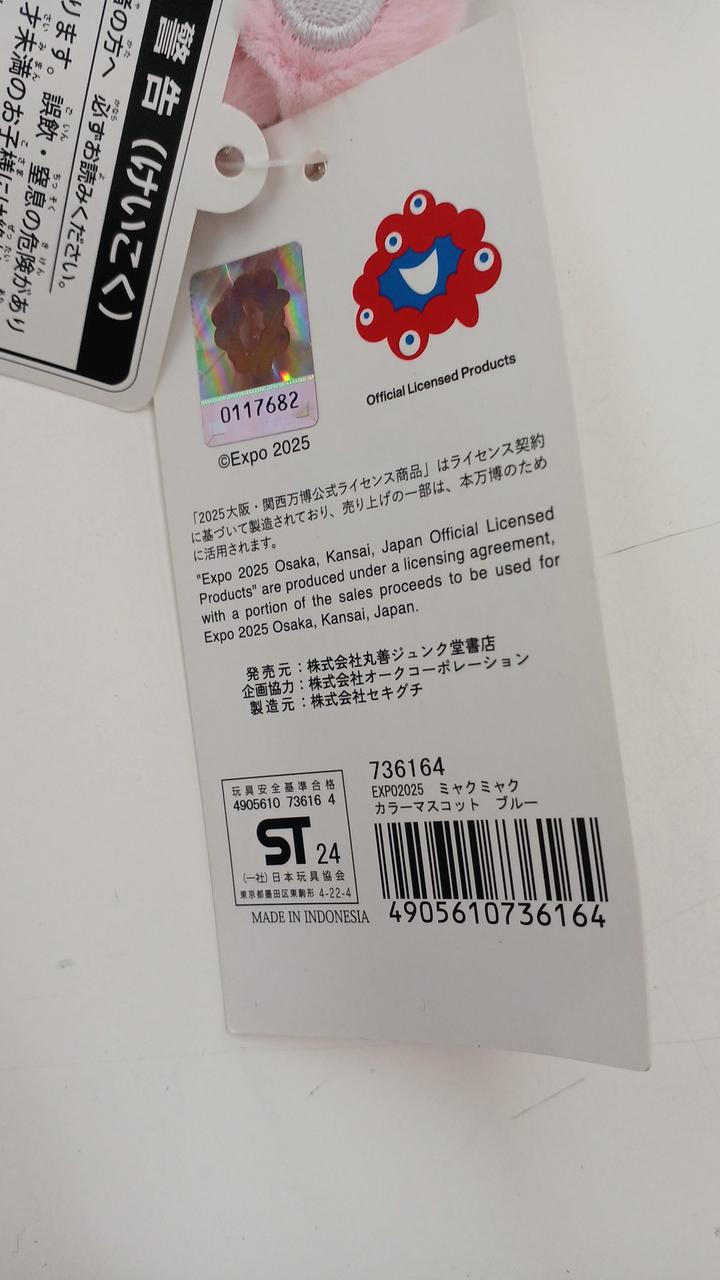 警告（けいこく）
の方へ 必ずお読みください。
ります。誤飲・窒息の危険があり
才未満のお子様には
0117682
©Expo 2025
Official Licensed Products
「2025大阪・関西万博公式ライセンス商品」はライセンス契約
に基づいて製造されており、売り上げの一部は、本万博のため
に活用されます。
"Expo 2025 Osaka, Kansai, Japan Official Licensed
Products" are produced under a licensing agreement,
with a portion of the sales proceeds to be used for
Expo 2025 Osaka, Kansai, Japan.
発売元：株式会社丸善ジュンク堂書店
企画協力：株式会社オークコーポレーション
製造元：株式会社セキグチ
玩具安全基準合格
4905610 73616 4
ST 24
(一社)日本玩具協会
東京都墨田区東駒形 4-22-4
MADE IN INDONESIA
736164
EXPO2025 ミャクミャク
カラーマスコット ブルー
4905610736164